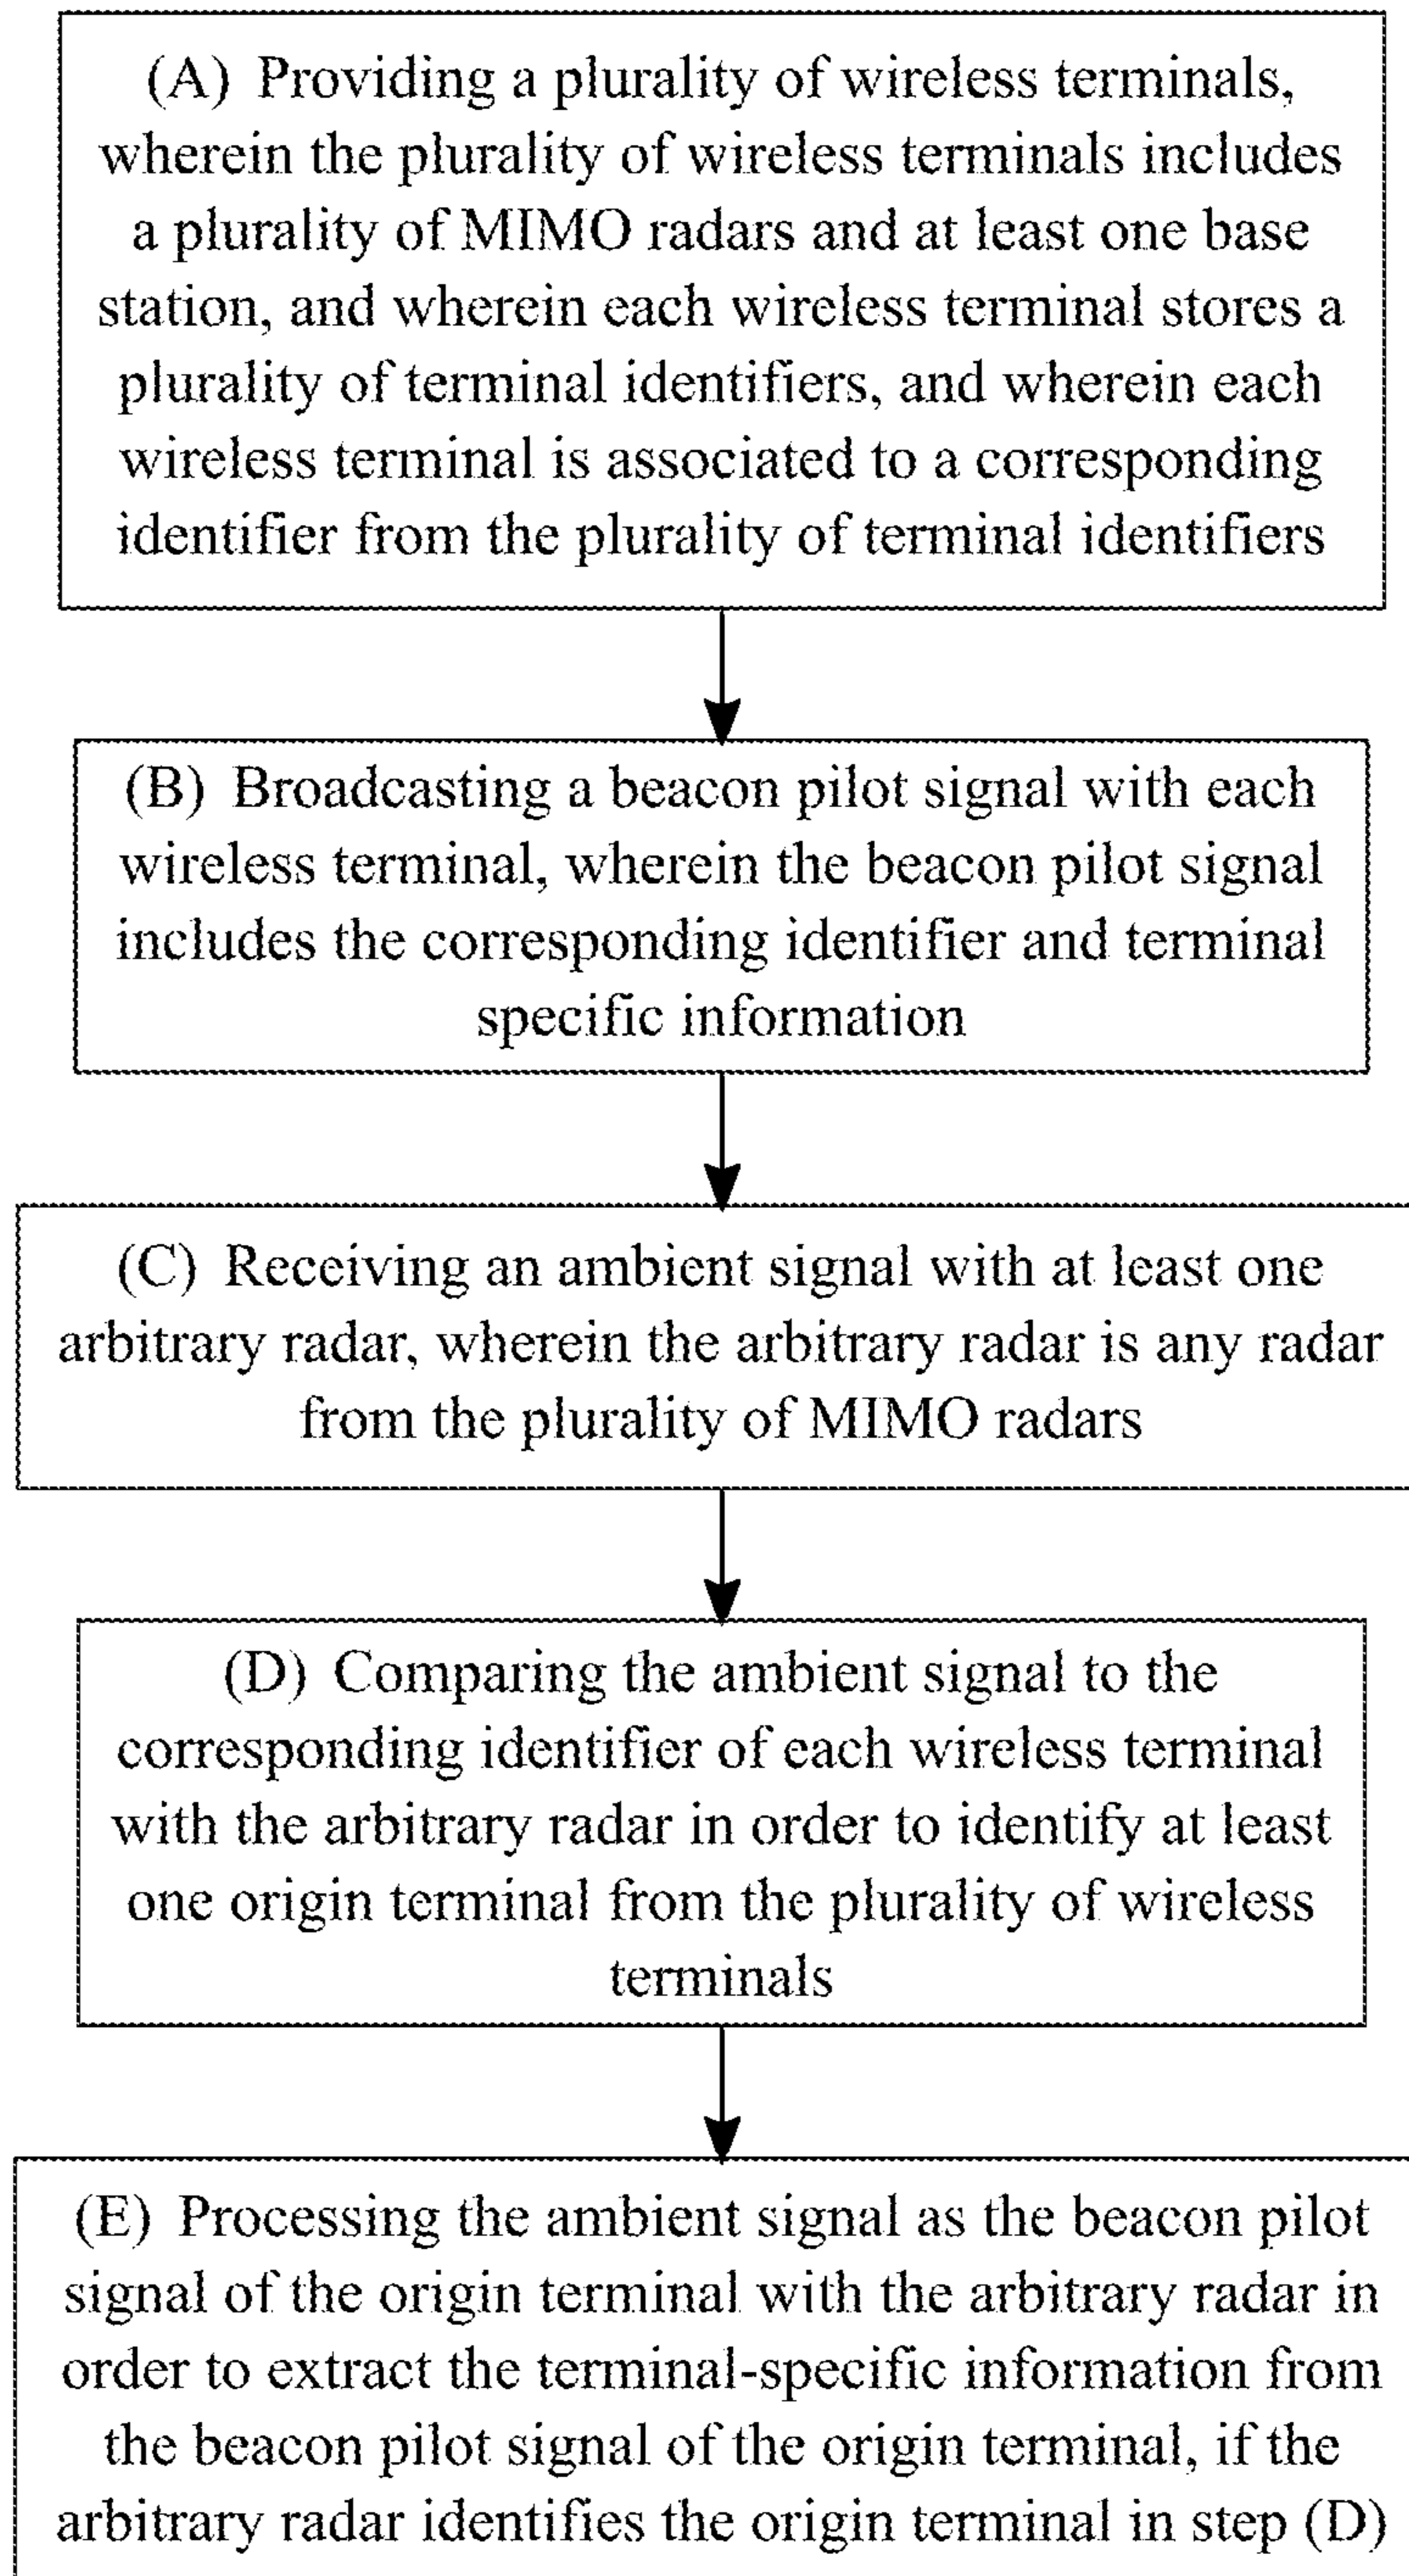 (A) Providing a plurality of wireless terminals,
wherein the plurality of wireless terminals includes
a plurality of MIMO radars and at least one base
station, and wherein each wireless terminal stores a
plurality of terminal identifiers, and wherein each
wireless terminal is associated to a corresponding
identifier from the plurality of terminal identifiers
(B) Broadcasting a beacon pilot signal with each
wireless terminal, wherein the beacon pilot signal
includes the corresponding identifier and terminal
specific information
(C) Receiving an ambient signal with at least one
arbitrary radar, wherein the arbitrary radar is any radar
from the plurality of MIMO radars
(D) Comparing the ambient signal to the
corresponding identifier of each wireless terminal
with the arbitrary radar in order to identify at least
one origin terminal from the plurality of wireless
terminals
(E) Processing the ambient signal as the beacon pilot
signal of the origin terminal with the arbitrary radar in
order to extract the terminal-specific information from
the beacon pilot signal of the origin terminal, if the
arbitrary radar identifies the origin terminal in step (D)